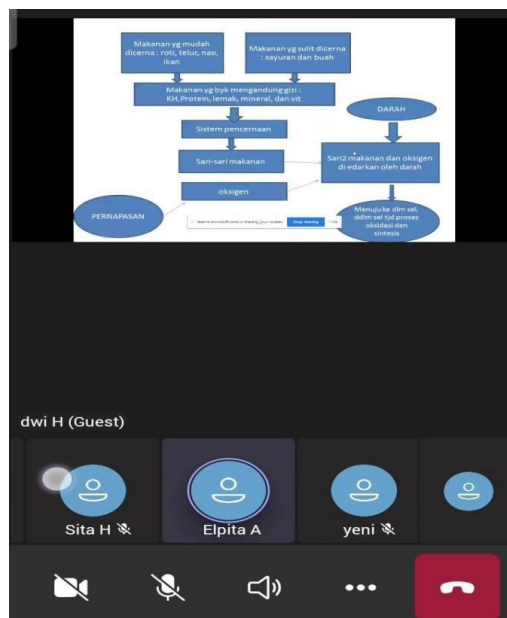 Makanan yg mudah
dicerna : roti, telur, nasi,
ikan
Makanan yg sulit dicerna
: sayuran dan buah
Makanan yg byk mengandung gizi :
KH,Protein, lemak, mineral, dan vit
DARAH
Sistem pencernaan
Sari-sari makanan
Sari2 makanan dan oksigen
di edarkan oleh darah
oksigen
PERNAPASAN
Stop sharing
Menuju ke dlm sel,
ddlm sel tjd proses
oksidasi dan
sintesis
dwi H (Guest)
Sita H
Elpita A
yeni